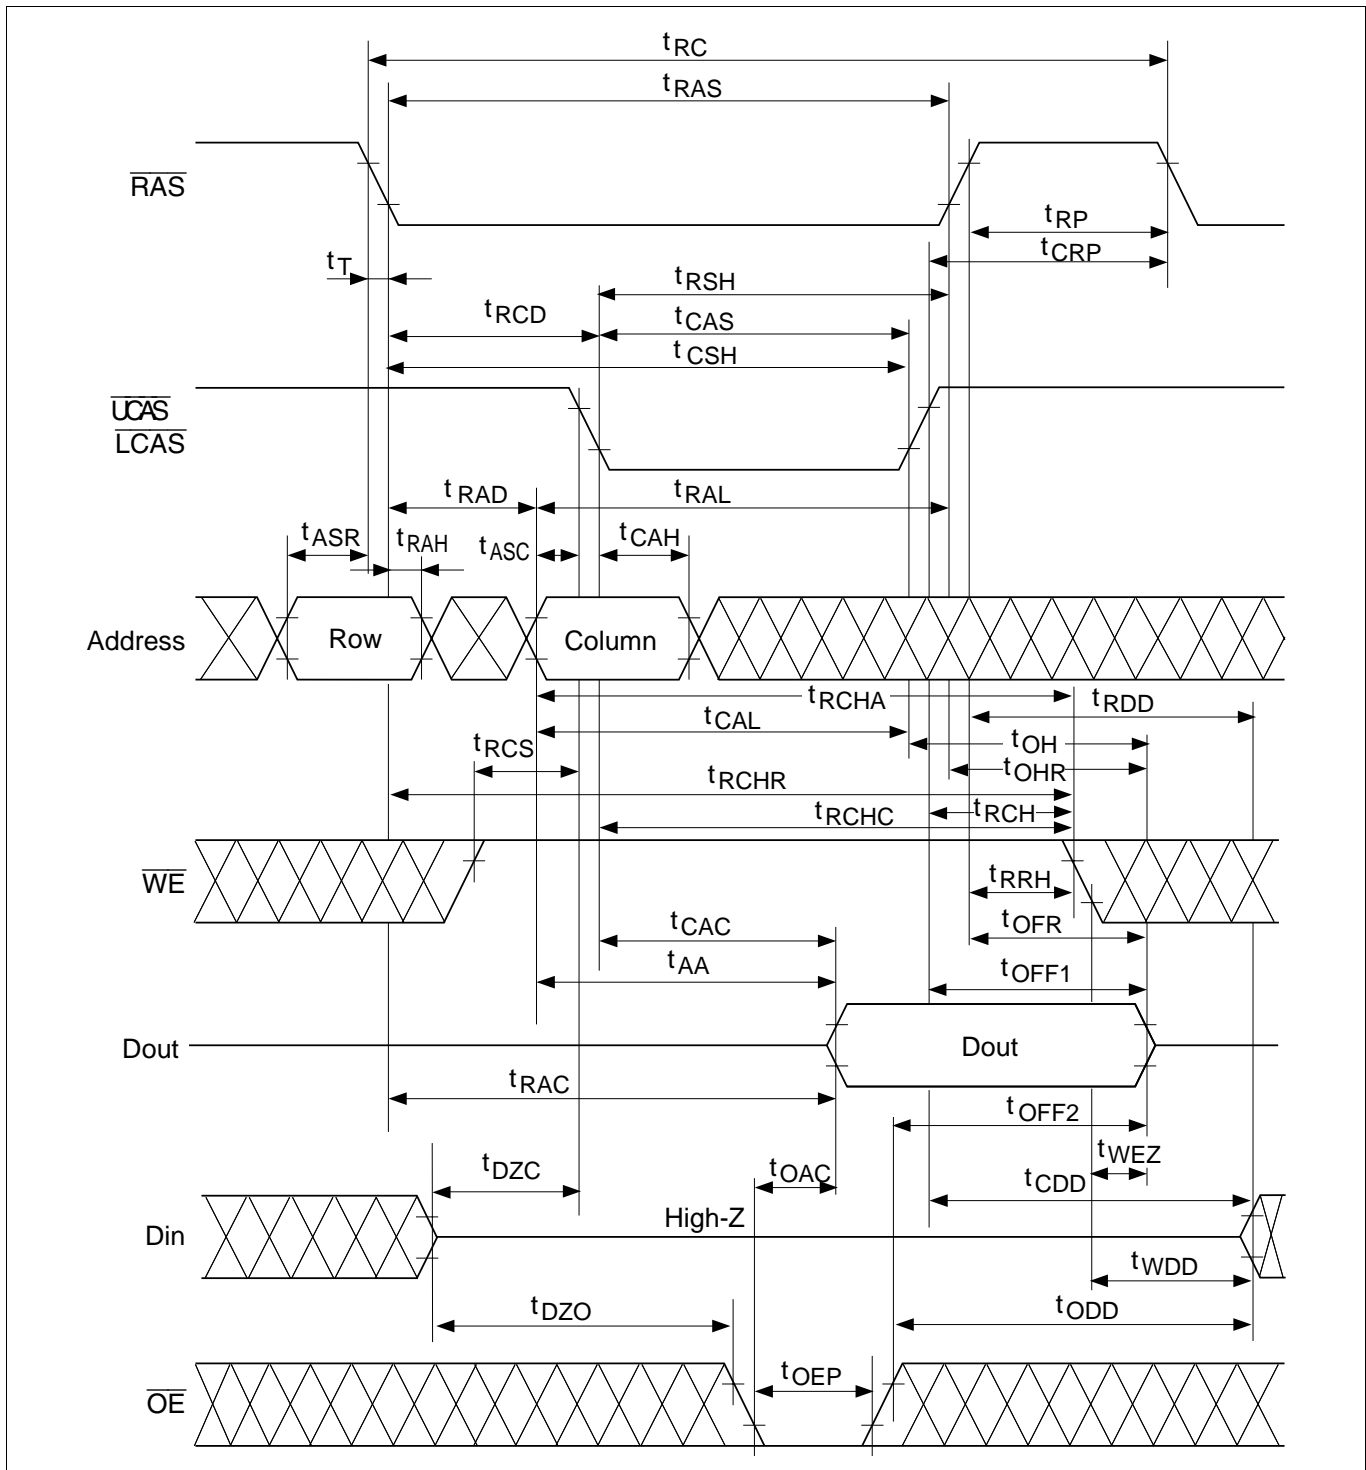 tRC
tRAS
RAS
tRP
tCRP
tT
tRSH
tRCD
tCAS
tCSH
UCAS
LCAS
tRAD
tRAL
tASR
tRAH
tASC
tCAH
Address
Row
Column
tRCHA
tRDD
tCAL
tOH
tRCS
tOHR
tRCHR
tRCH
tRCHC
WE
tRRH
tCAC
tOFR
tAA
tOFF1
Dout
Dout
tRAC
tOFF2
tWEZ
tDZC
tOAC
tCDD
High-Z
Din
tWDD
tDZO
tODD
tOEP
OE